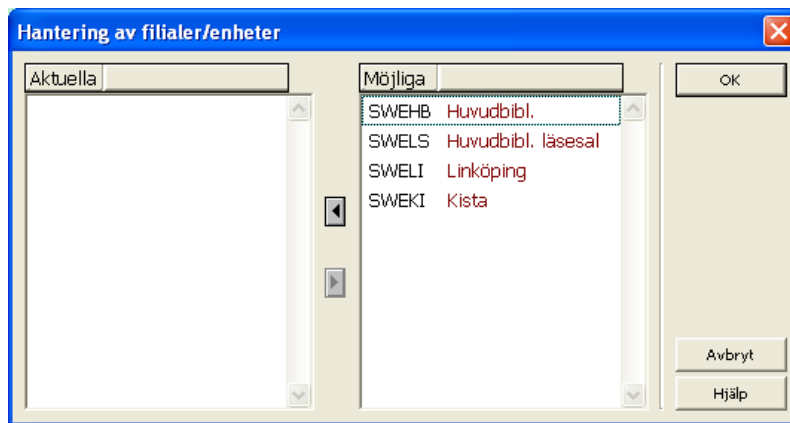 Hantering av filialer/enheter
Aktuella
Möjliga
OK
SWEHB Huvudbibl.
SWELS Huvudbibl. läsesal
SWELI Linköping
SWEKI Kista
Avbryt
Hjälp